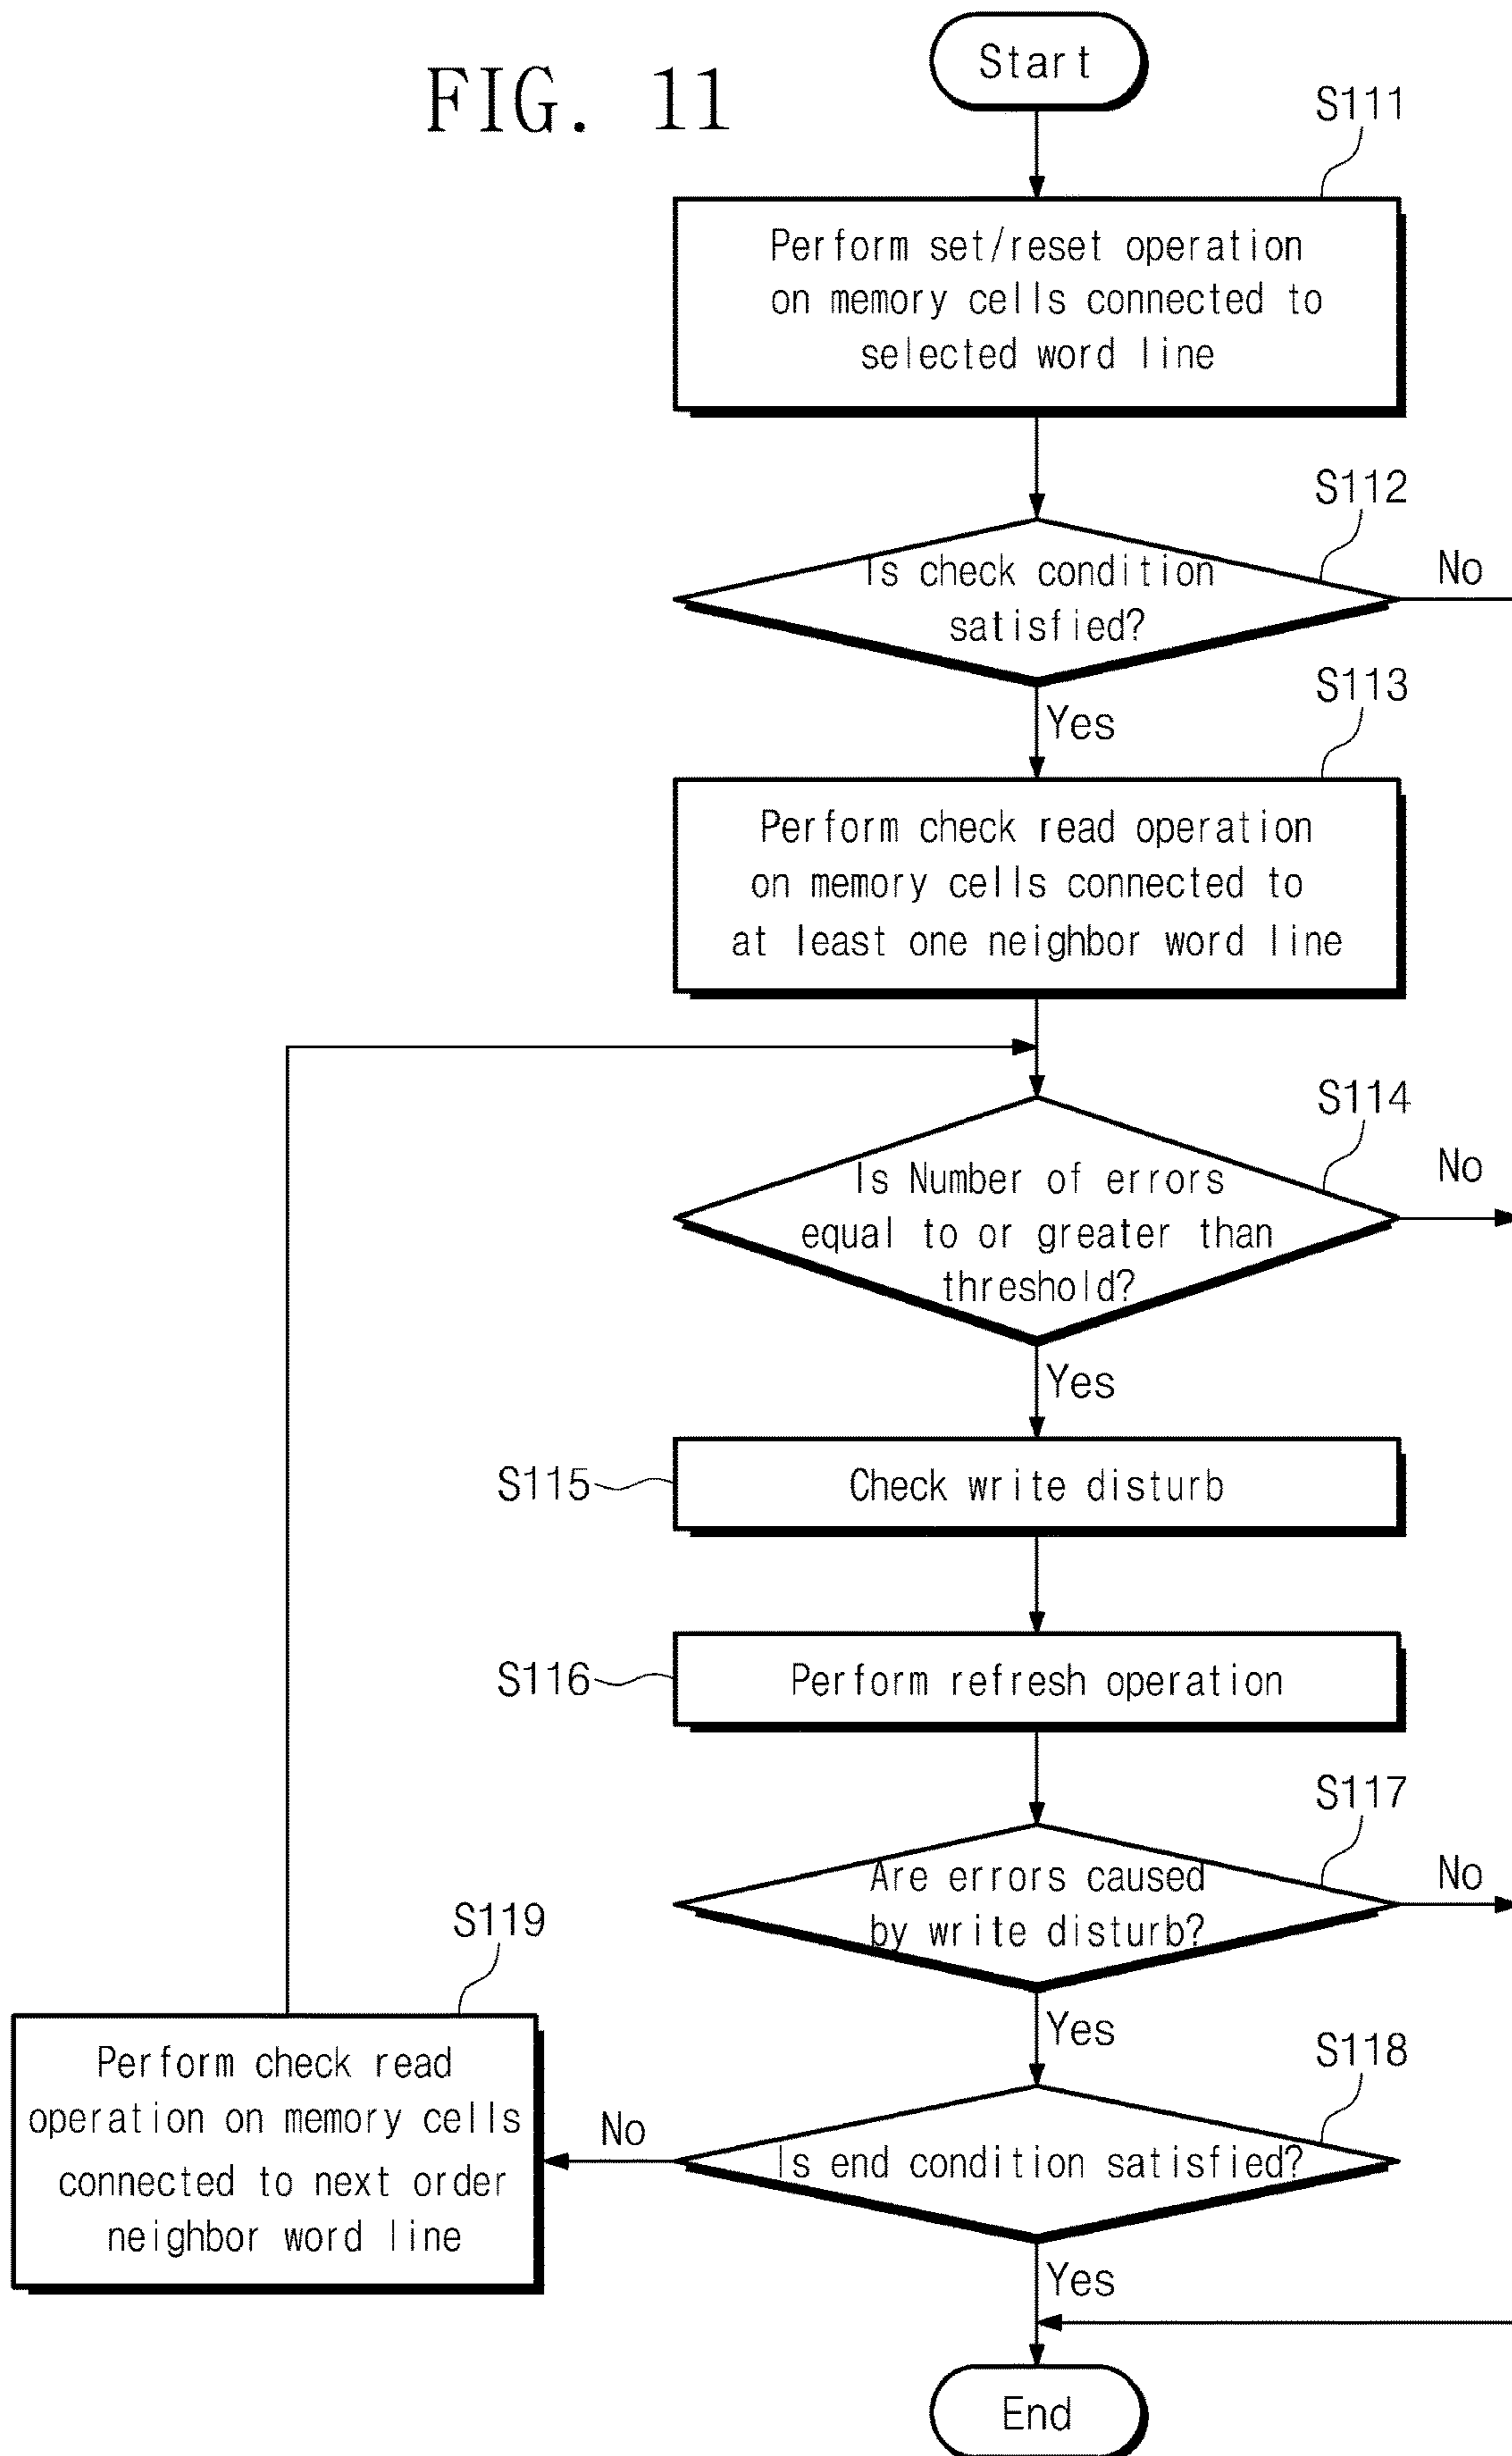 FIG. 11
Start
S111
Perform set/reset operation
on memory cells connected to
selected word line
S112
Is check condition
satisfied?
No
Yes
S113
Perform check read operation
on memory cells connected to
at least one neighbor word line
S114
Is Number of errors
equal to or greater than
threshold?
No
Yes
S115
Check write disturb
S116
Perform refresh operation
S117
Are errors caused
by write disturb?
No
Yes
S118
Is end condition satisfied?
No
S119
Perform check read
operation on memory cells
connected to next order
neighbor word line
Yes
End